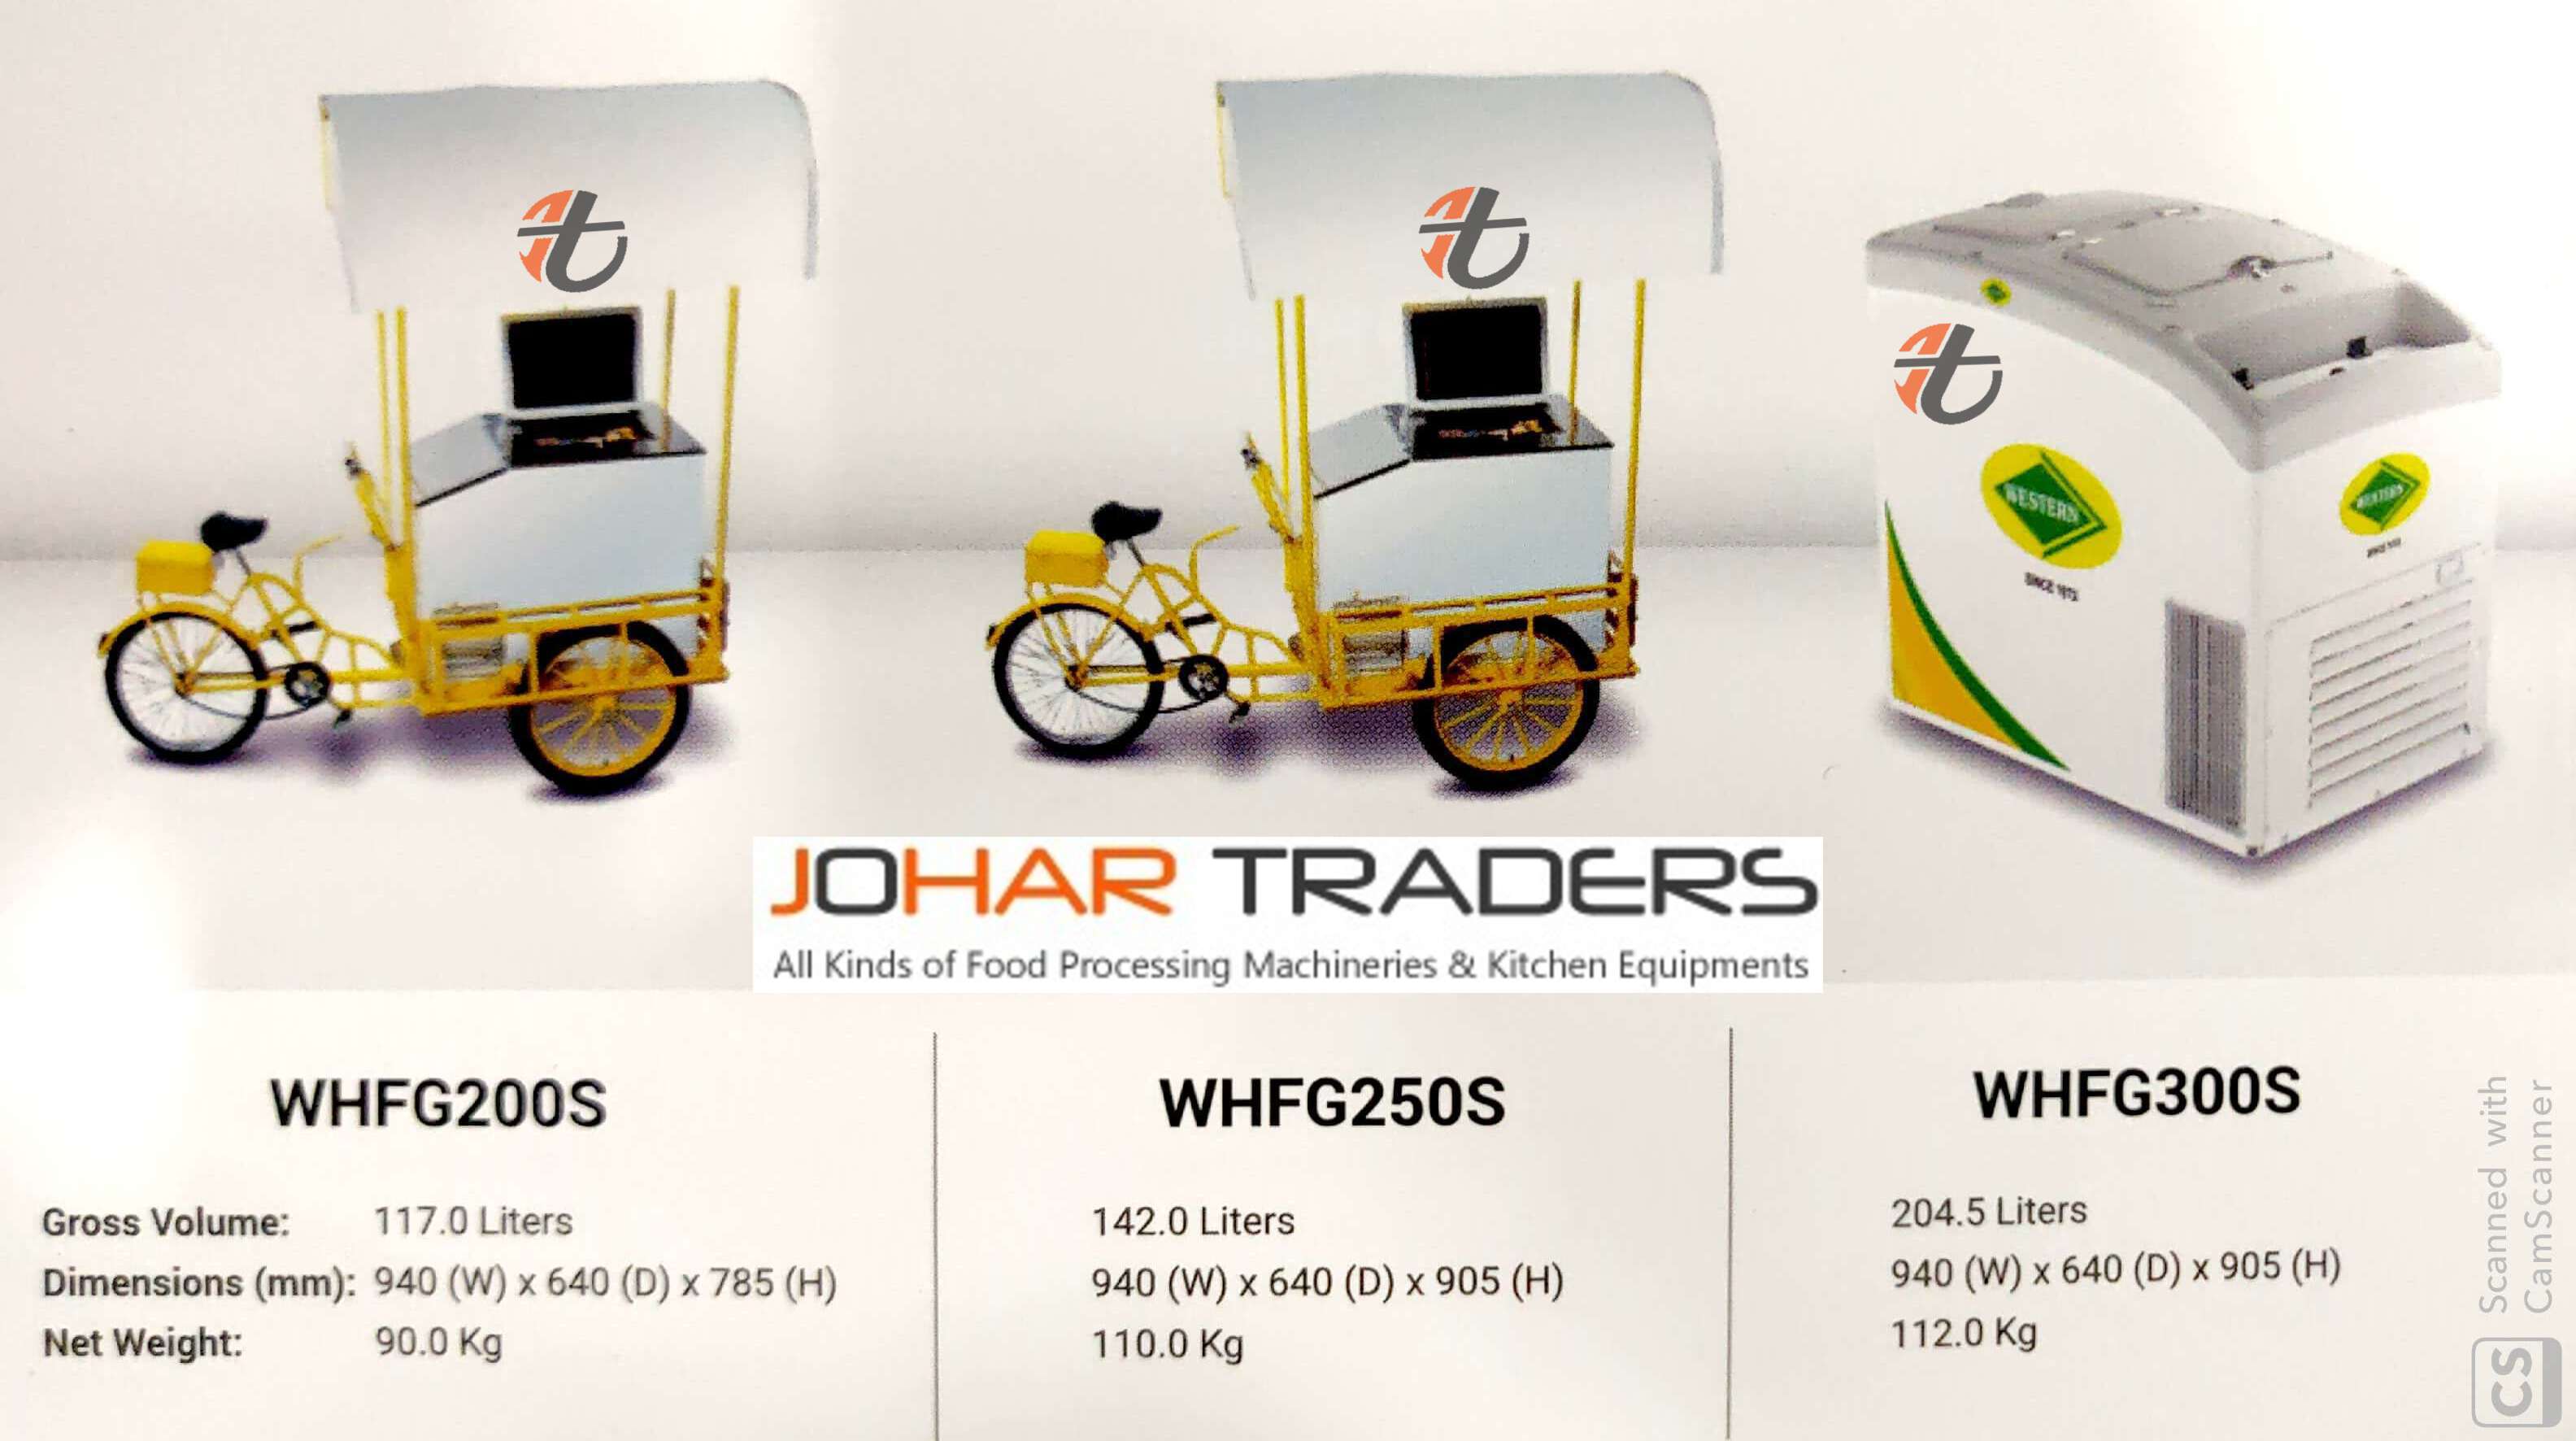 WESTERN
SINCE 1973
WESTERN
JOHAR TRADERS
All Kinds of Food Processing Machineries & Kitchen Equipments
WHFG200S
WHFG250S
WHFG300S
Gross Volume: 117.0 Liters
142.0 Liters
204.5 Liters
Dimensions (mm): 940 (W) x 640 (D) x 785 (H)
940 (W) x 640 (D) x 905 (H)
940 (W) x 640 (D) x 905 (H)
Net Weight: 90.0 Kg
110.0 Kg
112.0 Kg
CS
Scanned with
CamScanner